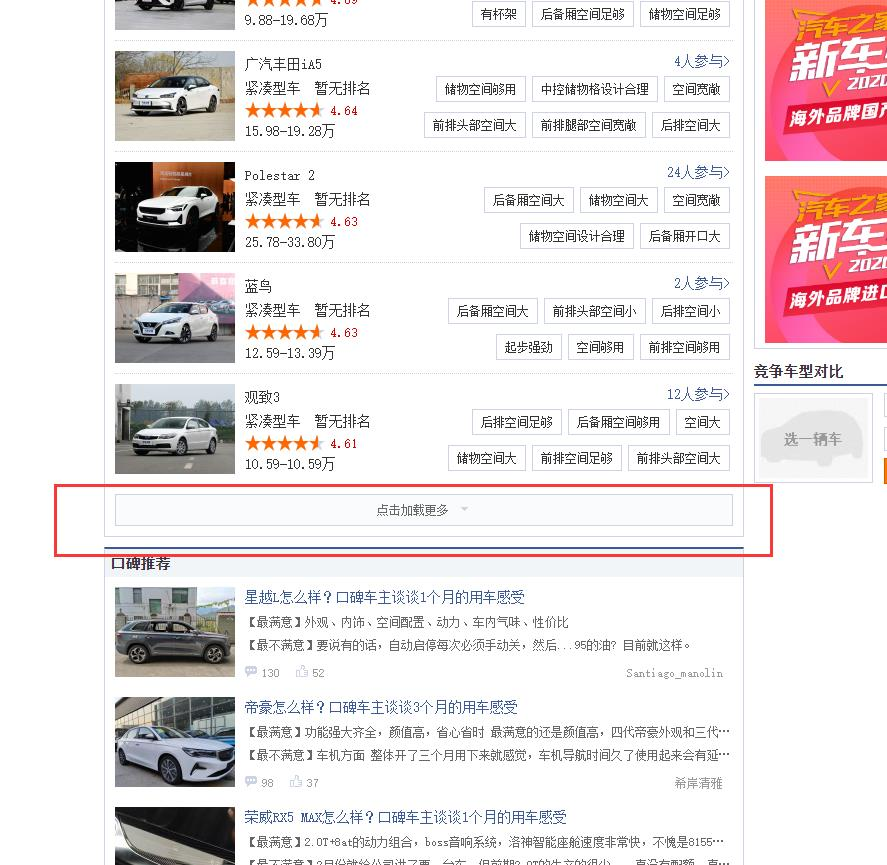 4.69
9.88-19.68万
有杯架 后备厢空间足够 储物空间足够
广汽丰田iA5
4人参与>
紧凑型车 暂无排名
储物空间够用 中控储物格设计合理 空间宽敞
4.64
15.98-19.28万
前排头部空间大 前排腿部空间宽敞 后排空间大
Polestar 2
24人参与>
紧凑型车 暂无排名
后备厢空间大 储物空间大 空间宽敞
4.63
25.78-33.80万
储物空间设计合理 后备厢开口大
蓝鸟
2人参与>
紧凑型车 暂无排名
后备厢空间大 前排头部空间小 后排空间小
4.63
12.59-13.39万
起步强劲 空间够用 前排空间够用
观致3
12人参与>
紧凑型车 暂无排名
后排空间足够 后备厢空间够用 空间大
4.61
10.59-10.59万
储物空间大 前排空间足够 前排头部空间大
点击加载更多
口碑推荐
星越L怎么样？口碑车主谈谈1个月的用车感受
【最满意】外观、内饰、空间配置、动力、车内气味、性价比
【最不满意】要说有的话，自动启停每次必须手动关，然后...95的油？目前就这样。
130 52
Santiago_manolin
帝豪怎么样？口碑车主谈谈3个月的用车感受
【最满意】功能强大齐全，颜值高，省心省时 最满意的还是颜值高，四代帝豪外观和三代…
【最不满意】车机方面 整体开了三个月用下来就感觉，车机导航时间久了使用起来会有延…
98 37
希岸清雅
荣威RX5 MAX怎么样？口碑车主谈谈1个月的用车感受
【最满意】2.0T+8at的动力组合，boss音响系统，洛神智能座舱速度非常快，不愧是8155…
汽车之家
新车
2020
海外品牌国产
汽车之家
新车
2020
海外品牌进口
竞争车型对比
选一辆车